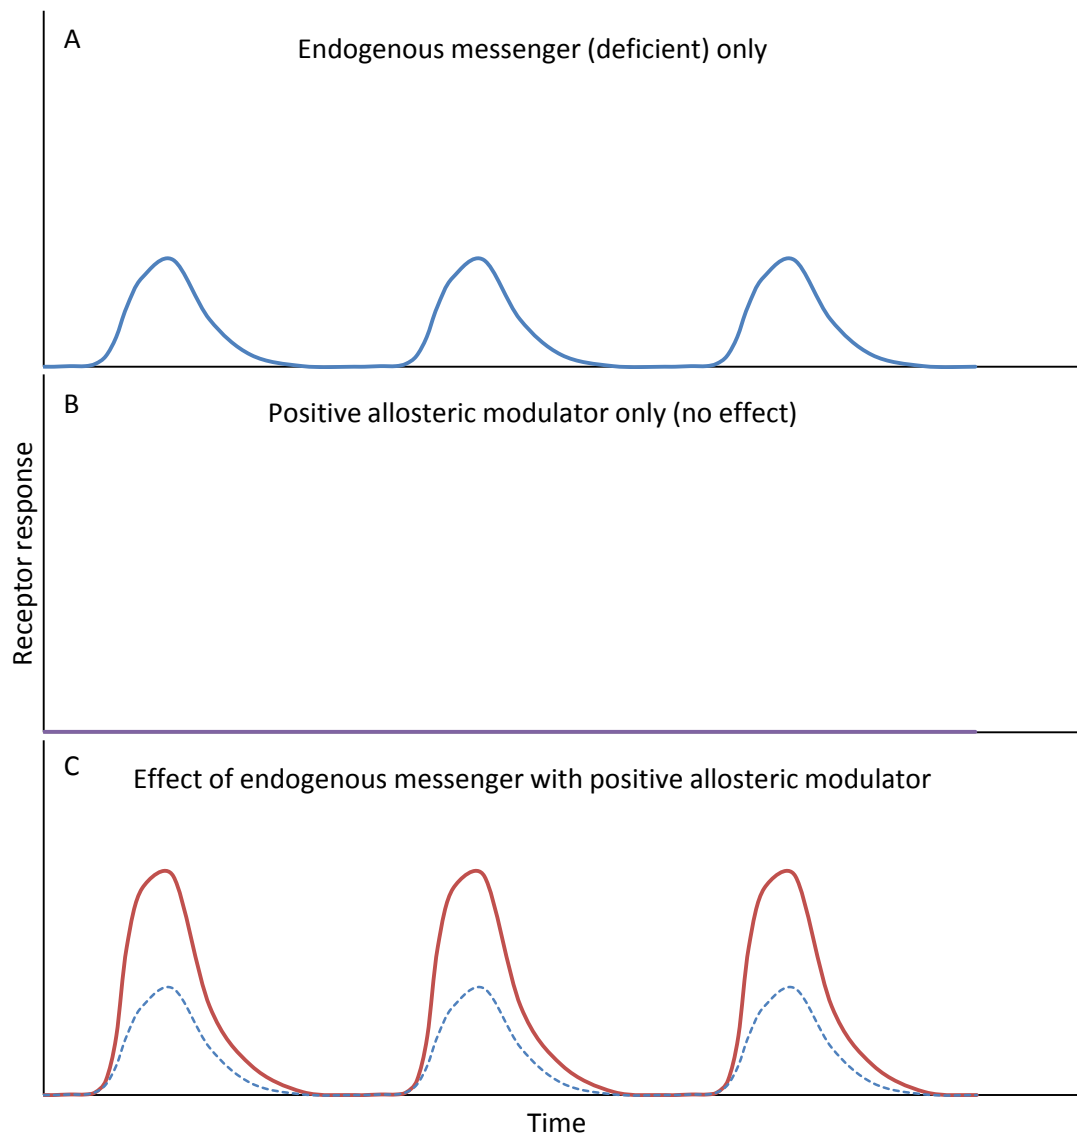 A
Endogenous messenger (deficient) only
B
Positive allosteric modulator only (no effect)
Receptor response
C
Effect of endogenous messenger with positive allosteric modulator
Time